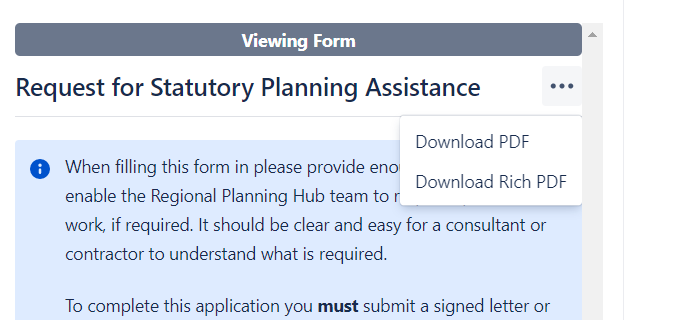 Viewing Form
Request for Statutory Planning Assistance
Download PDF
Download Rich PDF
When filling this form in please provide
enable the Regional Planning Hub team to
work, if required. It should be clear and easy for a consultant or
contractor to understand what is required.
To complete this application you must submit a signed letter or